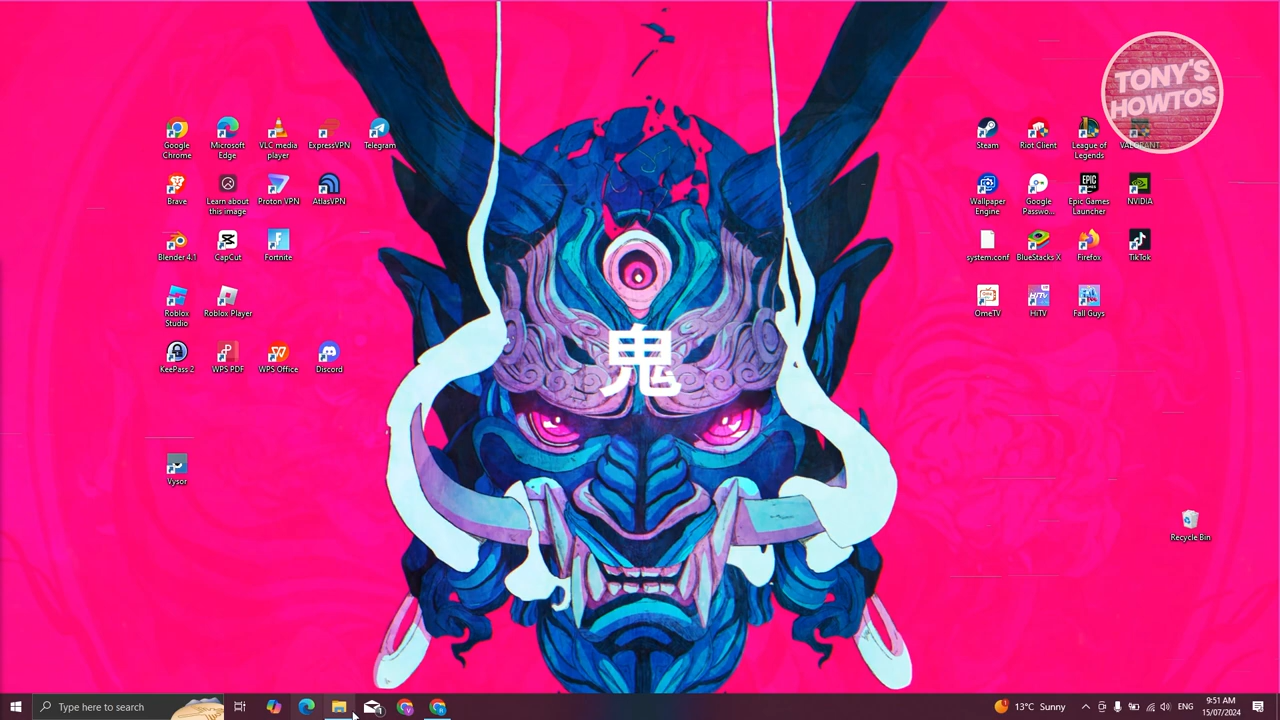 TONY'S
HOWTOS
Google
Chrome
Microsoft
Edge
VLC media
player
ExpressVPN
Telegram
Steam
Riot Client
League of
Legends
Brave
Learn about
this image
Proton VPN
AtlasVPN
Wallpaper
Engine
Google
Passwo...
EPIC
GAMES
Epic Games
Launcher
NVIDIA
Blender 4.1
CapCut
Fortnite
system.conf
BlueStacks X
Firefox
TikTok
Roblox
Studio
Roblox Player
OmeTV
HiTV
HiTV
Fall Guys
鬼
KeePass 2
WPS PDF
WPS Office
Discord
Vysor
Recycle Bin
Type here to search
13°C Sunny
ENG
9:51 AM
15/07/2024